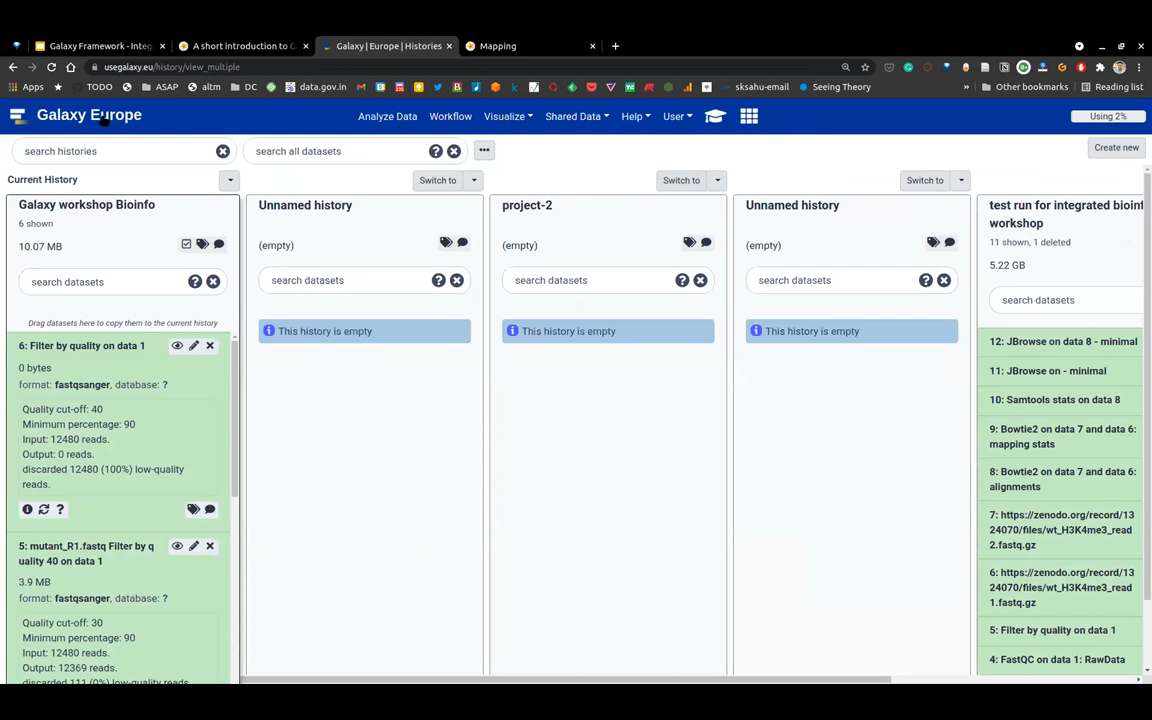 Galaxy Framework - Integ
A short introduction to G
Galaxy | Europe | Histories
Mapping
usegalaxy.eu/history/view_multiple
Apps
TODO
ASAP
altm
DC
data.gov.in
sksahu-email
Seeing Theory
»
Other bookmarks
Reading list
Galaxy Europe
Analyze Data
Workflow
Visualize
Shared Data
Help
User
Using 2%
search histories
search all datasets
Create new
Current History
Switch to
Switch to
Switch to
Galaxy workshop Bioinfo
6 shown
10.07 MB
search datasets
Drag datasets here to copy them to the current history
6: Filter by quality on data 1
0 bytes
format: fastqsanger, database: ?
Quality cut-off: 40
Minimum percentage: 90
Input: 12480 reads.
Output: 0 reads.
discarded 12480 (100%) low-quality
reads.
5: mutant_R1.fastq Filter by q
uality 40 on data 1
3.9 MB
format: fastqsanger, database: ?
Quality cut-off: 30
Minimum percentage: 90
Input: 12480 reads.
Output: 12369 reads.
discarded 111 (0%) low-quality reads.
Unnamed history
(empty)
search datasets
This history is empty
project-2
(empty)
search datasets
This history is empty
Unnamed history
(empty)
search datasets
This history is empty
test run for integrated bioinf
workshop
11 shown, 1 deleted
5.22 GB
search datasets
12: JBrowse on data 8 - minimal
11: JBrowse on - minimal
10: Samtools stats on data 8
9: Bowtie2 on data 7 and data 6:
mapping stats
8: Bowtie2 on data 7 and data 6:
alignments
7: https://zenodo.org/record/13
24070/files/wt_H3K4me3_read
2.fastq.gz
6: https://zenodo.org/record/13
24070/files/wt_H3K4me3_read
1.fastq.gz
5: Filter by quality on data 1
4: FastQC on data 1: RawData